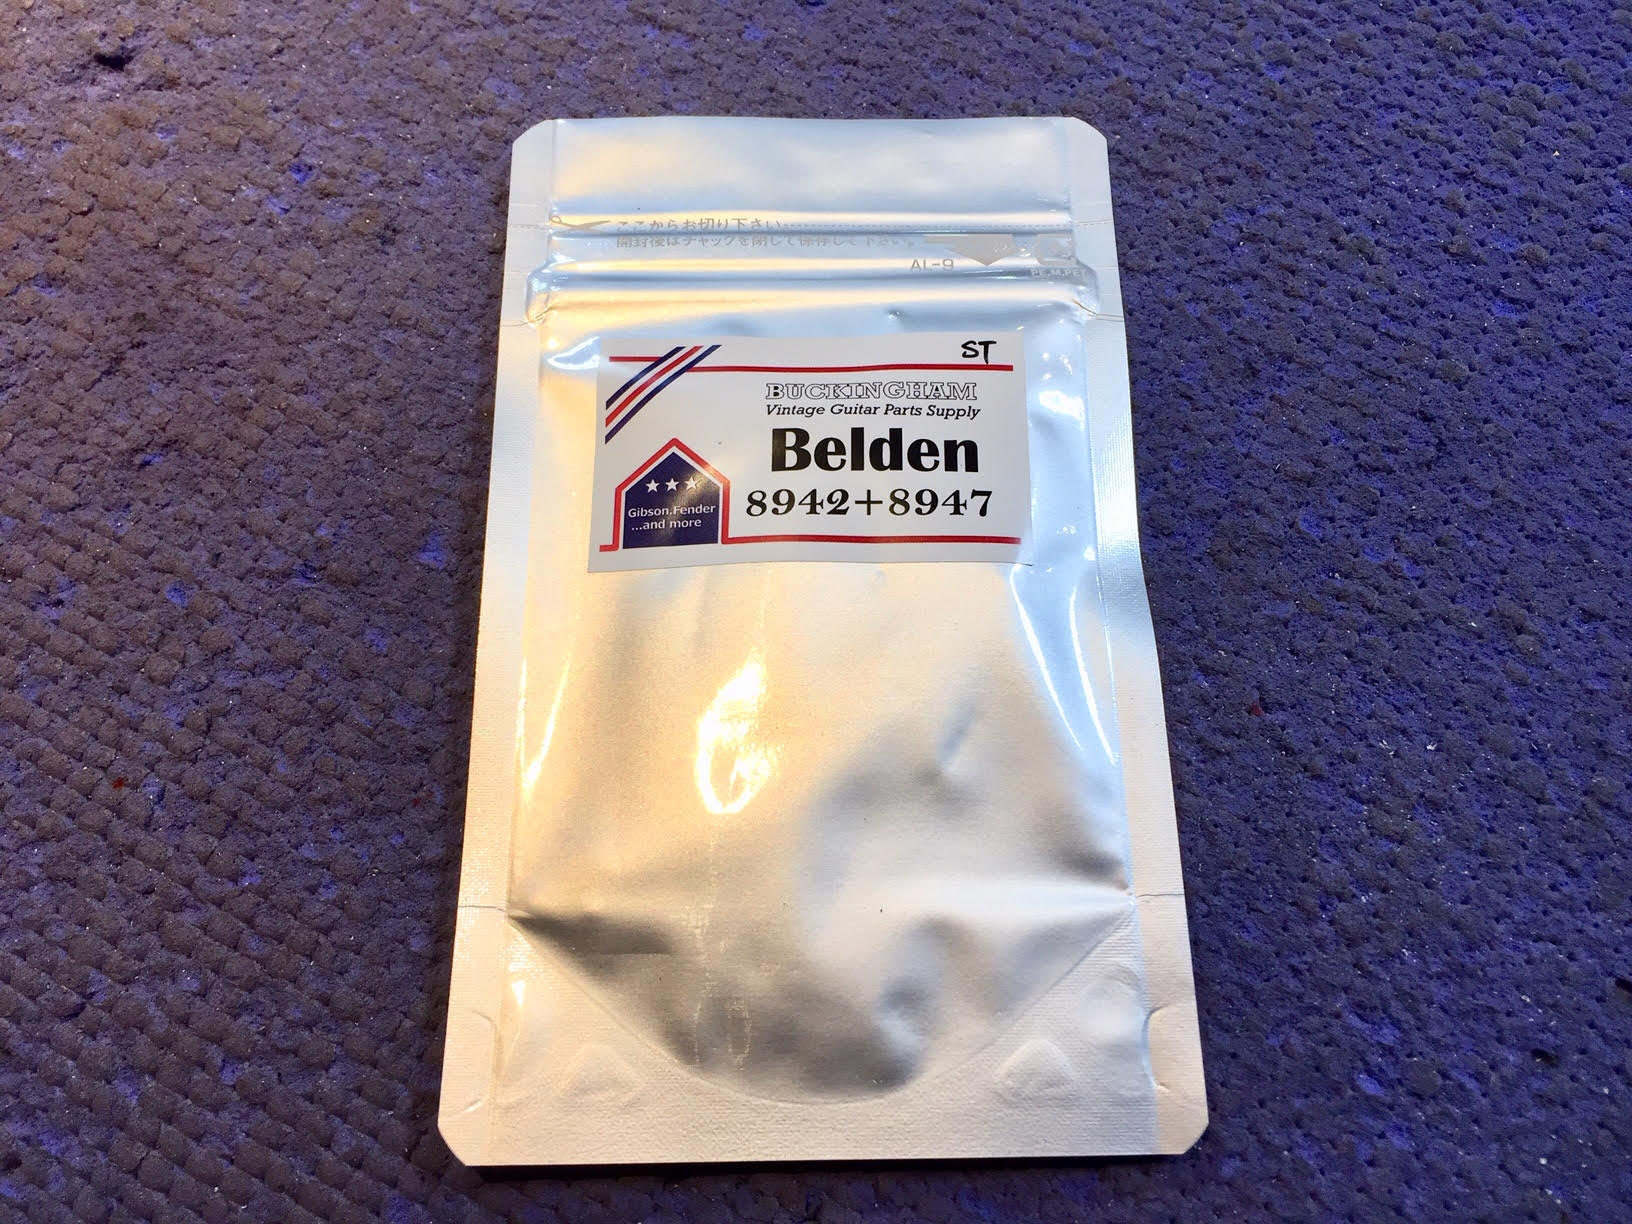 ここからお切り下さい
開封後はチャックを閉じて保存して下さい。
AL-9
PE,M,PET
ST
BUCKINGHAM
Vintage Guitar Parts Supply
Belden
8942+8947
Gibson,Fender
...and more